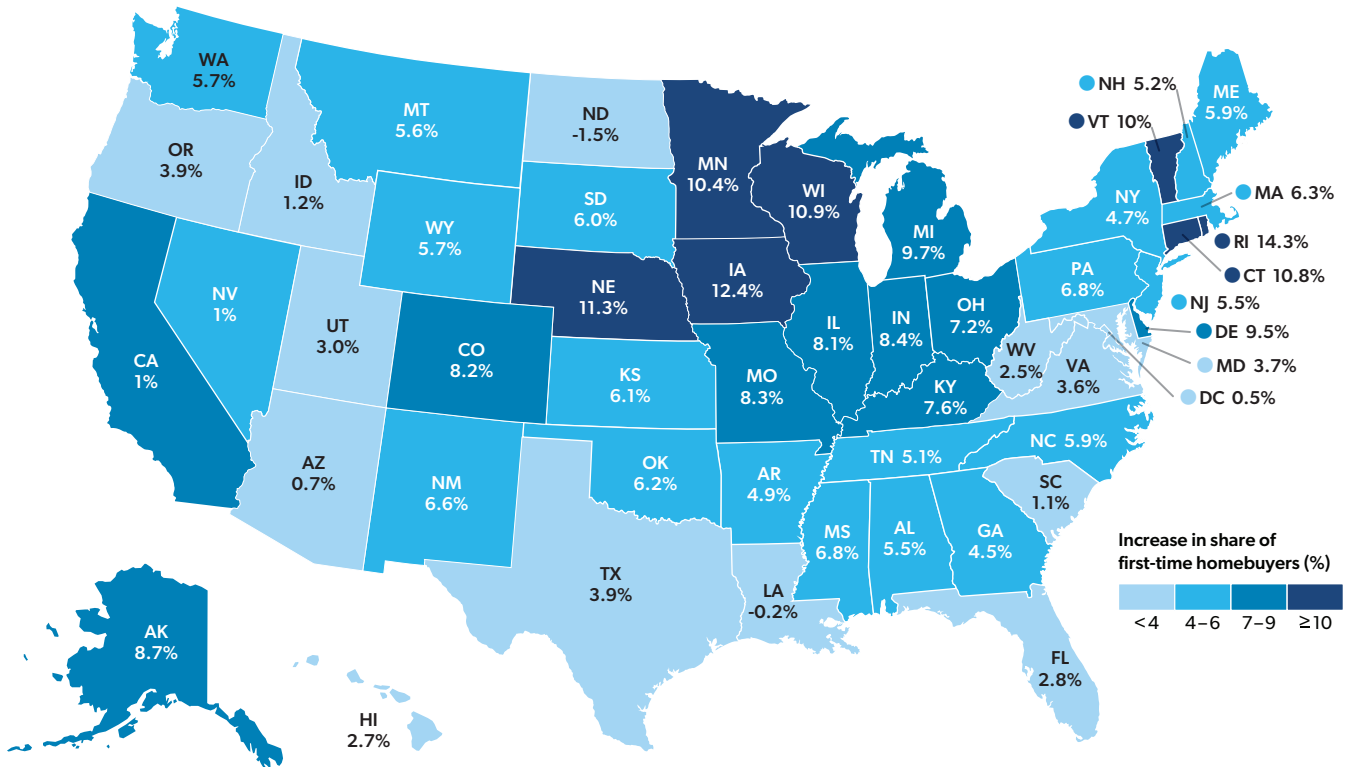 WA
5.7%
OR
3.9%
ID
1.2%
MT
5.6%
ND
-1.5%
SD
6.0%
WY
5.7%
NE
11.3%
MN
10.4%
WI
10.9%
IA
12.4%
MI
9.7%
NH 5.2%
VT 10%
ME
5.9%
NY
4.7%
MA 6.3%
RI 14.3%
CT 10.8%
NJ 5.5%
DE 9.5%
MD 3.7%
DC 0.5%
PA
6.8%
OH
7.2%
IN
8.4%
IL
8.1%
WV
2.5%
VA
3.6%
KY
7.6%
NV
1%
CA
1%
UT
3.0%
CO
8.2%
KS
6.1%
MO
8.3%
AZ
0.7%
NM
6.6%
OK
6.2%
AR
4.9%
TN 5.1%
NC 5.9%
SC
1.1%
MS
6.8%
AL
5.5%
GA
4.5%
TX
3.9%
LA
-0.2%
FL
2.8%
AK
8.7%
HI
2.7%
Increase in share of
first-time homebuyers (%)
<4 4–6 7–9 ≥10